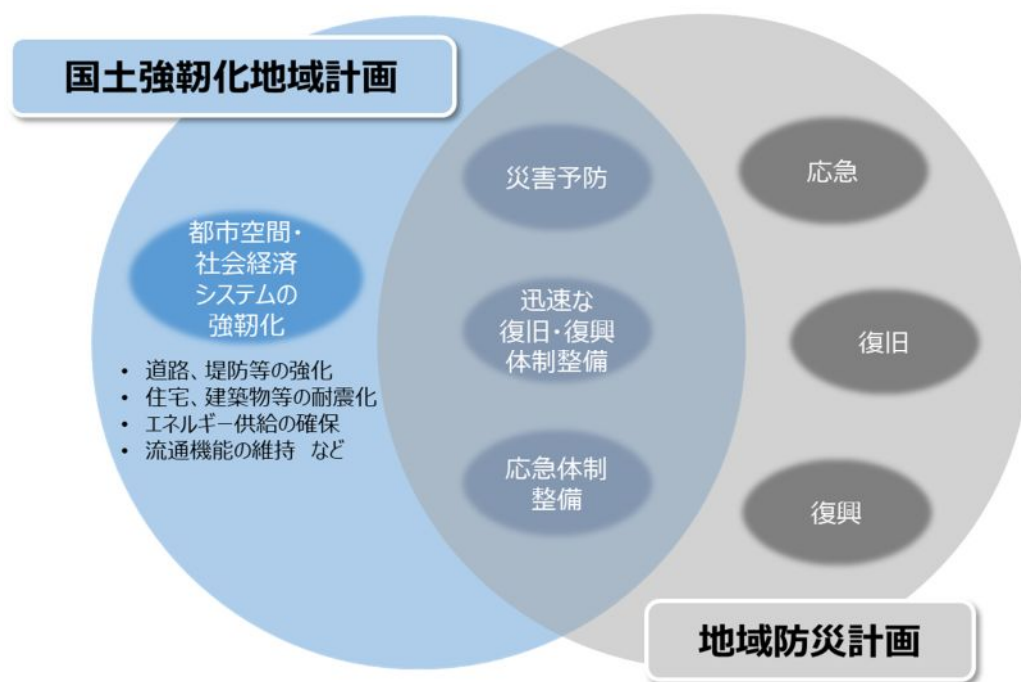 国土強靭化地域計画
都市空間・
社会経済
システムの
強靭化
• 道路、堤防等の強化
• 住宅、建築物等の耐震化
• エネルギー供給の確保
• 流通機能の維持　など
災害予防
迅速な
復旧・復興
体制整備
応急体制
整備
応急
復旧
復興
地域防災計画